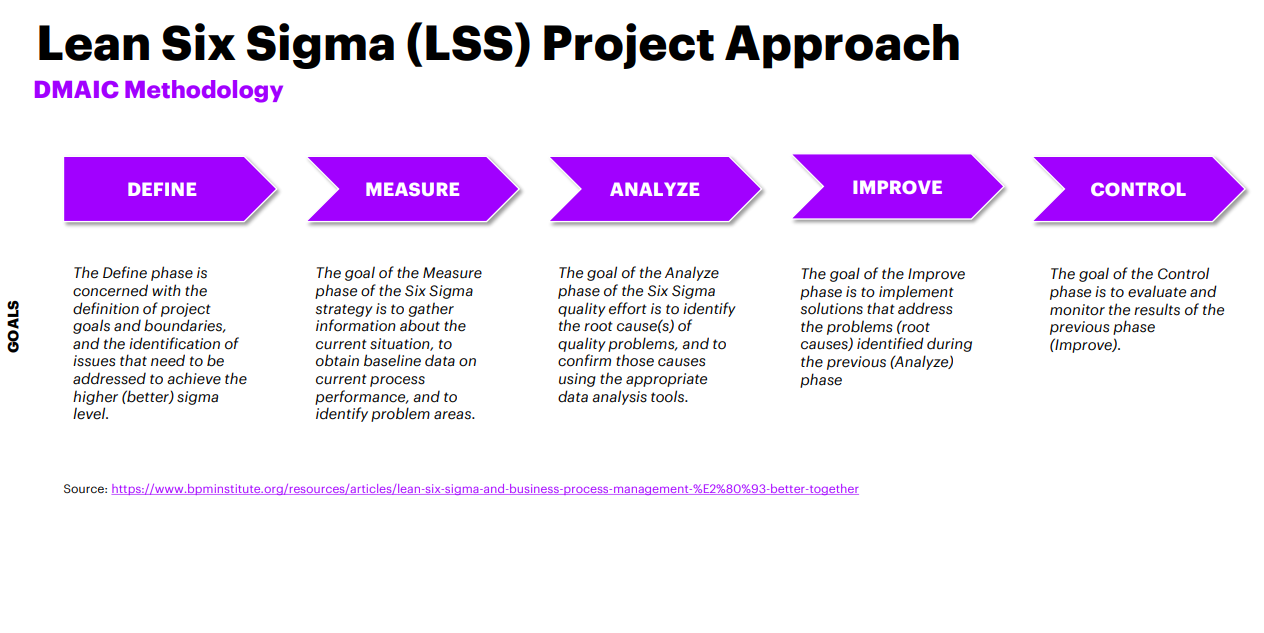 Lean Six Sigma (LSS) Project Approach
DMAIC Methodology
DEFINE
MEASURE
ANALYZE
IMPROVE
CONTROL
GOALS
The Define phase is
concerned with the
definition of project
goals and boundaries,
and the identification of
issues that need to be
addressed to achieve the
higher (better) sigma
level.
The goal of the Measure
phase of the Six Sigma
strategy is to gather
information about the
current situation, to
obtain baseline data on
current process
performance, and to
identify problem areas.
The goal of the Analyze
phase of the Six Sigma
quality effort is to identify
the root cause(s) of
quality problems, and to
confirm those causes
using the appropriate
data analysis tools.
The goal of the Improve
phase is to implement
solutions that address
the problems (root
causes) identified during
the previous (Analyze)
phase
The goal of the Control
phase is to evaluate and
monitor the results of the
previous phase
(Improve).
Source: https://www.bpminstitute.org/resources/articles/lean-six-sigma-and-business-process-management-%E2%80%93-better-together